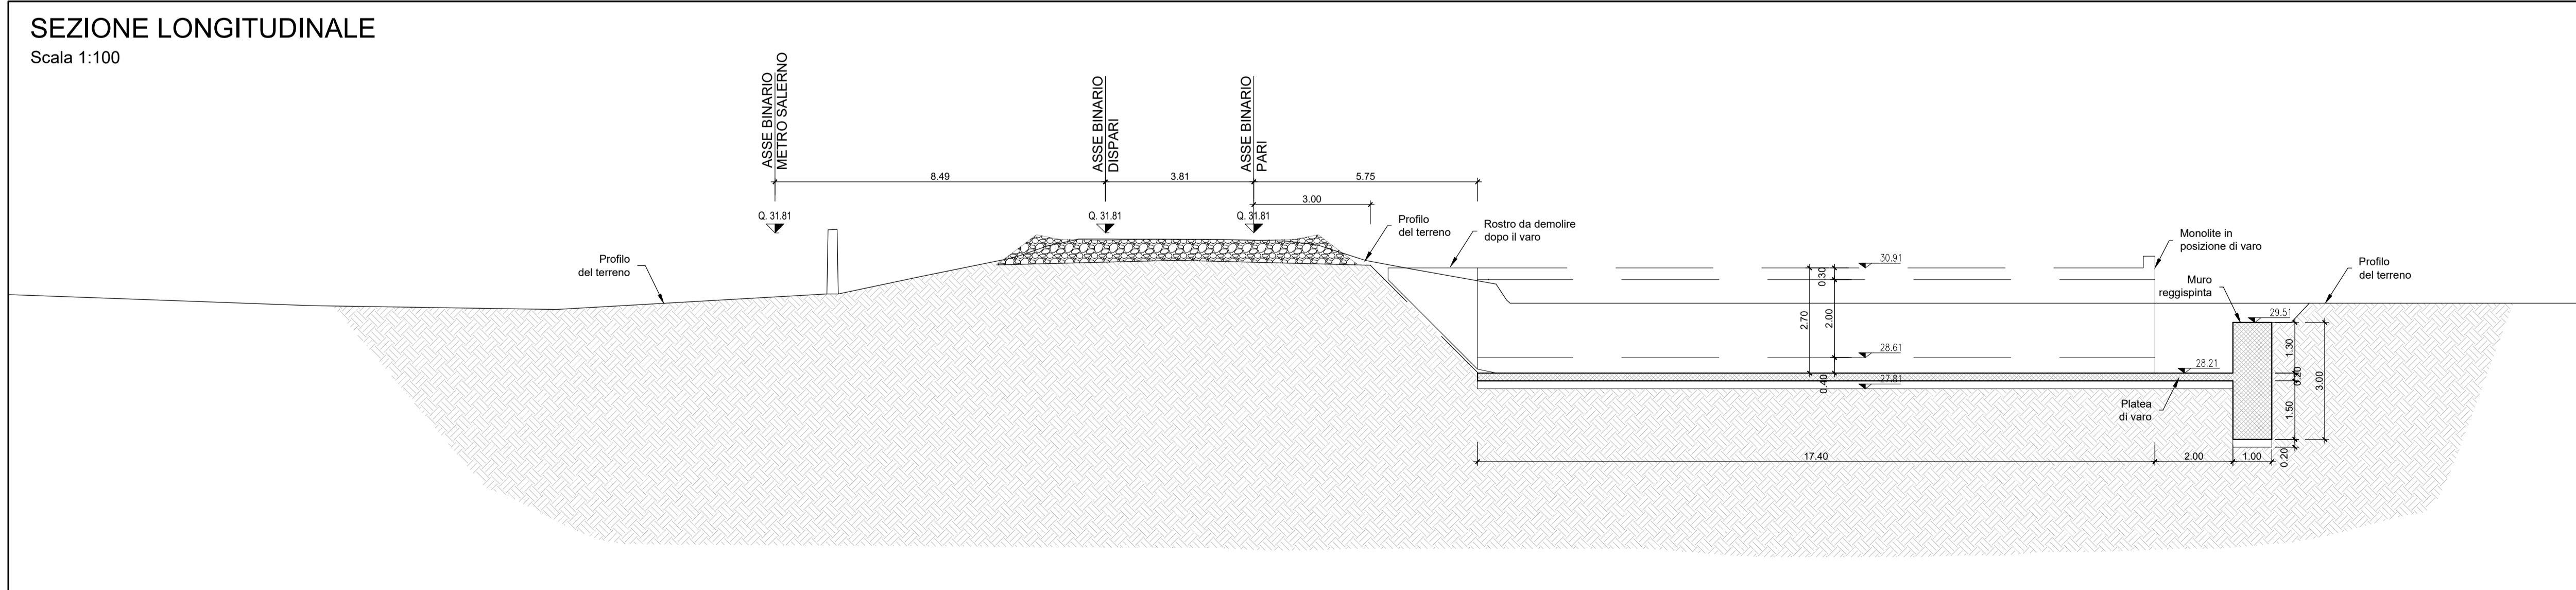 SEZIONE LONGITUDINALE
Scala 1:100
ASSE BINARIO
METRO SALERNO
ASSE BINARIO
DISPARI
ASSE BINARIO
PARI
8.49
3.81
5.75
3.00
Q. 31.81
Q. 31.81
Q. 31.81
Profilo
del terreno
Profilo
del terreno
Rostro da demolire
dopo il varo
Monolite in
posizione di varo
Muro
reggispinta
Profilo
del terreno
30.91
0.30
2.70
2.00
28.61
0.40
27.81
28.21
29.51
1.30
0.20
3.00
1.50
0.20
Platea
di varo
17.40
2.00
1.00